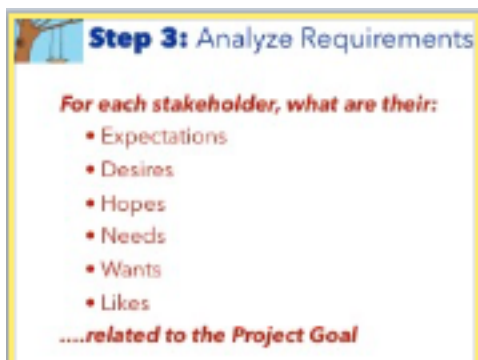 Step 3: Analyze Requirements
For each stakeholder, what are their:
• Expectations
• Desires
• Hopes
• Needs
• Wants
• Likes
.....related to the Project Goal